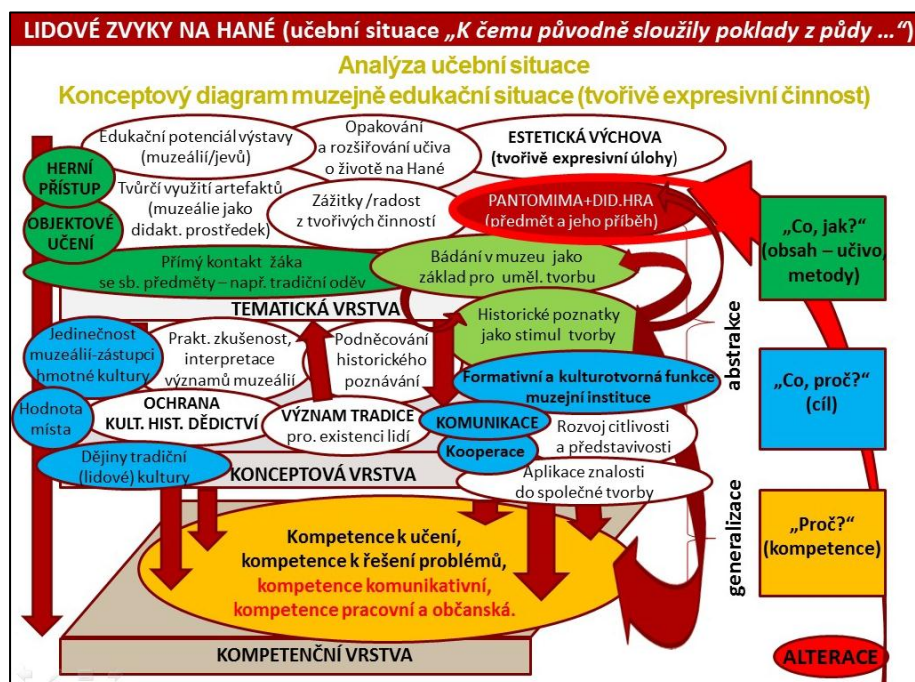 LIDOVÉ ZVYKY NA HANÉ (učební situace „K čemu původně sloužily poklady z půdy ...“)
Analýza učební situace
Konceptový diagram muzejně edukační situace (tvořivě expresivní činnost)
Edukační potenciál výstavy
(muzeálií/jevů)
Opakování
a rozšiřování učiva
o životě na Hané
ESTETICKÁ VÝCHOVA
(tvořivě expresivní úlohy)
HERNÍ
PŘÍSTUP
Tvůrčí využití artefaktů
(muzeálie jako
didakt. prostředek)
Zážitky /radost
z tvořivých činností
PANTOMIMA+DID.HRA
(předmět a jeho příběh)
OBJEKTOVÉ
UČENÍ
„Co, jak?“
(obsah – učivo,
metody)
Přímý kontakt žáka
se sb. předměty – např. tradiční oděv
Bádání v muzeu jako
základ pro uměl. tvorbu
TEMATICKÁ VRSTVA
Historické poznatky
jako stimul tvorby
Jedinečnost
muzeálií-zástupci
hmotné kultury
Prakt. zkušenost,
interpretace
významů muzeálií
Podněcování
historického
poznávání
abstrakce
Formativní a kulturotvorná funkce
muzejní instituce
„Co, proč?“
(cíl)
Hodnota
místa
OCHRANA
KULT. HIST. DĚDICTVÍ
VÝZNAM TRADICE
pro. existenci lidí
KOMUNIKACE
Kooperace
Rozvoj citlivosti
a představivosti
Dějiny tradiční
(lidové) kultury
KONCEPTOVÁ VRSTVA
Aplikace znalosti
do společné tvorby
generalizace
Kompetence k učení,
kompetence k řešení problémů,
kompetence komunikativní,
kompetence pracovní a občanská.
„Proč?“
(kompetence)
KOMPETENČNÍ VRSTVA
ALTERACE